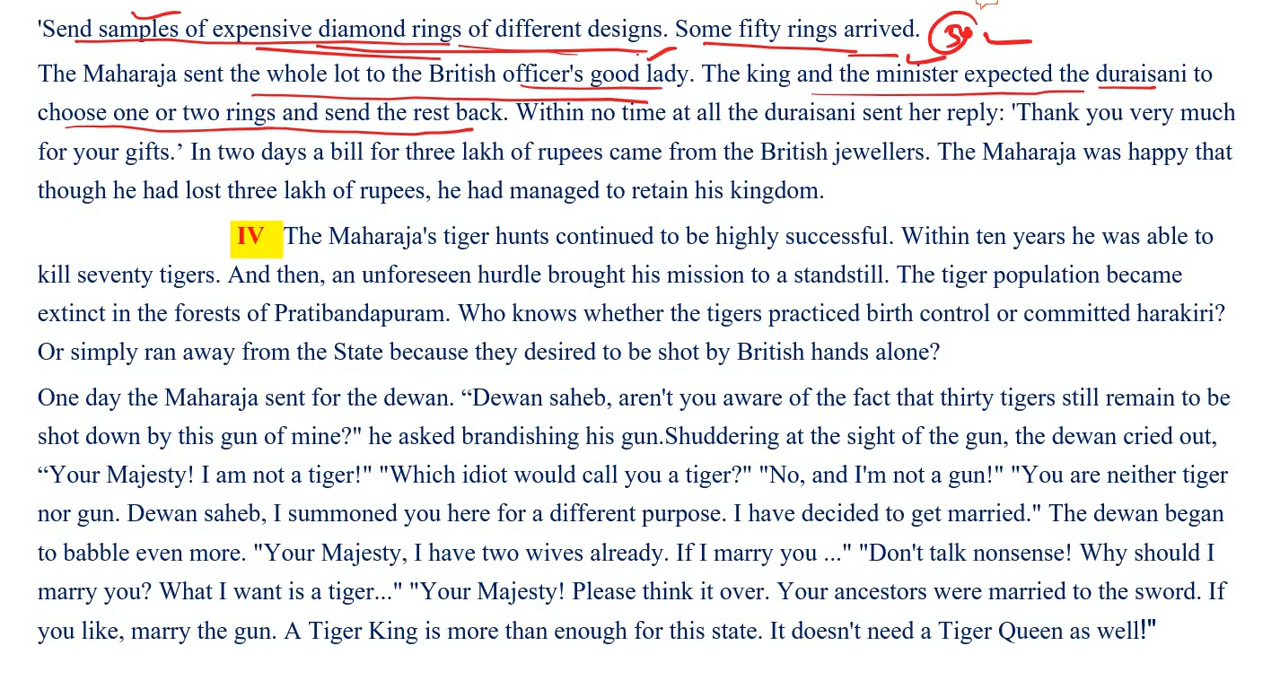 'Send samples of expensive diamond rings of different designs. Some fifty rings arrived. 50
The Maharaja sent the whole lot to the British officer's good lady. The king and the minister expected the duraisani to
choose one or two rings and send the rest back. Within no time at all the duraisani sent her reply: 'Thank you very much
for your gifts.’ In two days a bill for three lakh of rupees came from the British jewellers. The Maharaja was happy that
though he had lost three lakh of rupees, he had managed to retain his kingdom.
IV The Maharaja's tiger hunts continued to be highly successful. Within ten years he was able to
kill seventy tigers. And then, an unforeseen hurdle brought his mission to a standstill. The tiger population became
extinct in the forests of Pratibandapuram. Who knows whether the tigers practiced birth control or committed harakiri?
Or simply ran away from the State because they desired to be shot by British hands alone?
One day the Maharaja sent for the dewan. “Dewan saheb, aren't you aware of the fact that thirty tigers still remain to be
shot down by this gun of mine?" he asked brandishing his gun.Shuddering at the sight of the gun, the dewan cried out,
“Your Majesty! I am not a tiger!" "Which idiot would call you a tiger?" "No, and I'm not a gun!" "You are neither tiger
nor gun. Dewan saheb, I summoned you here for a different purpose. I have decided to get married." The dewan began
to babble even more. "Your Majesty, I have two wives already. If I marry you ..." "Don't talk nonsense! Why should I
marry you? What I want is a tiger..." "Your Majesty! Please think it over. Your ancestors were married to the sword. If
you like, marry the gun. A Tiger King is more than enough for this state. It doesn't need a Tiger Queen as well!"